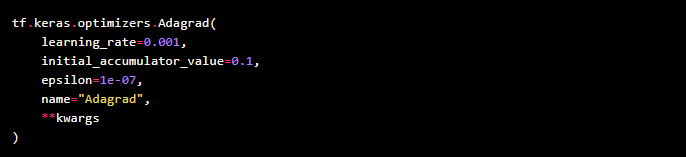 tf.keras.optimizers.Adagrad(
    learning_rate=0.001,
    initial_accumulator_value=0.1,
    epsilon=1e-07,
    name="Adagrad",
    **kwargs
)